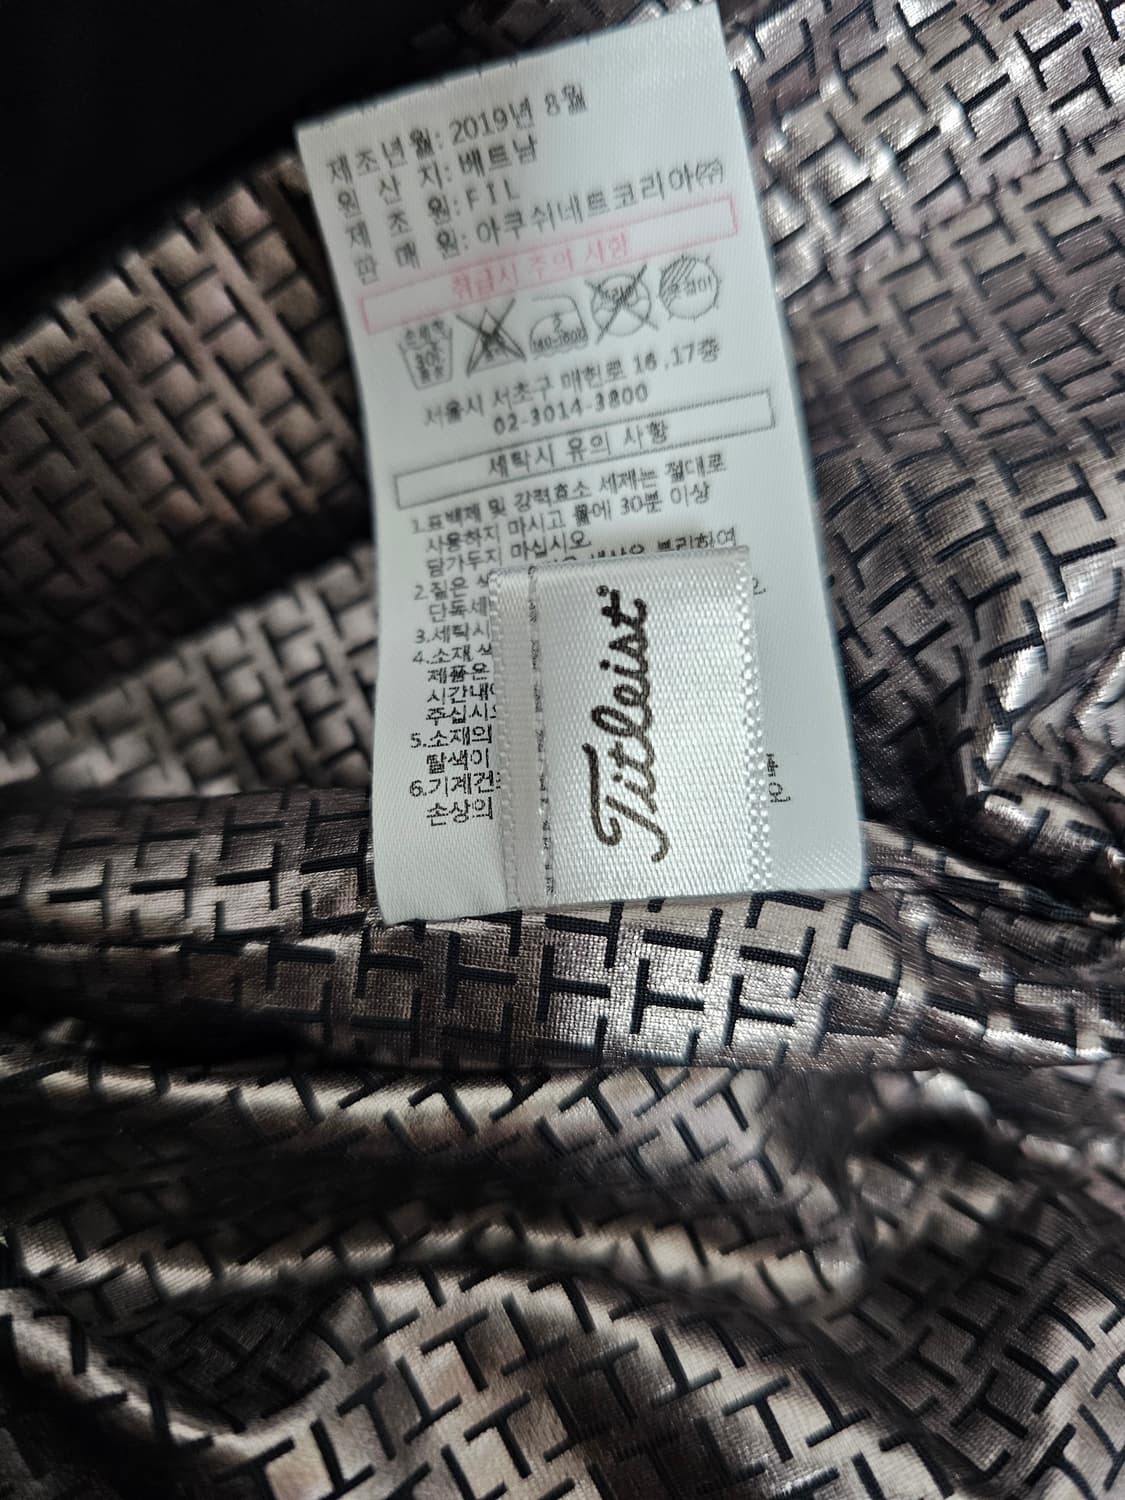 제조년월: 2019년 8월
원 산 지: 베트남
제 조 원: FIL
판 매 원: 아쿠쉬네트코리아㈜
취급시 주의 사항
서울시 서초구 매헌로 16, 17층
02-3014-3800
세탁시 유의 사항
1.표백제 및 강력효소 세제는 절대로
사용하지 마시고 물에 30분 이상
담가두지 마십시오
2.짙은 색상은 분리하여
단독세
3.세탁시
4.소재
제품은
시간내
주십시오
5.소재의
탈색이
6.기계건
손상의
Titleist